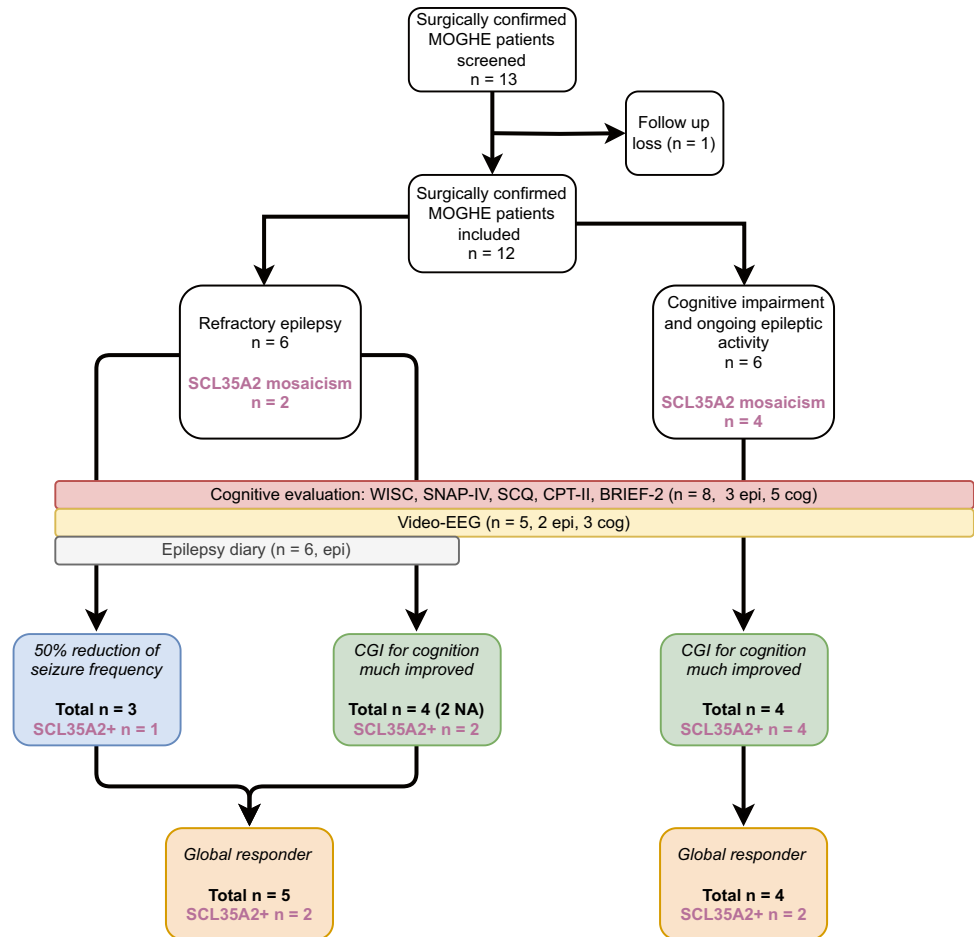 Surgically confirmed
MOGHE patients
screened
n = 13
Follow up
loss (n = 1)
Surgically confirmed
MOGHE patients
included
n = 12
Refractory epilepsy
n = 6
SCL35A2 mosaicism
n = 2
Cognitive impairment
and ongoing epileptic
activity
n = 6
SCL35A2 mosaicism
n = 4
Cognitive evaluation: WISC, SNAP-IV, SCQ, CPT-II, BRIEF-2 (n = 8,  3 epi, 5 cog)
Video-EEG (n = 5, 2 epi, 3 cog)
Epilepsy diary (n = 6, epi)
50% reduction of
seizure frequency
Total n = 3
SCL35A2+ n = 1
CGI for cognition
much improved
Total n = 4 (2 NA)
SCL35A2+ n = 2
CGI for cognition
much improved
Total n = 4
SCL35A2+ n = 4
Global responder
Total n = 5
SCL35A2+ n = 2
Global responder
Total n = 4
SCL35A2+ n = 2